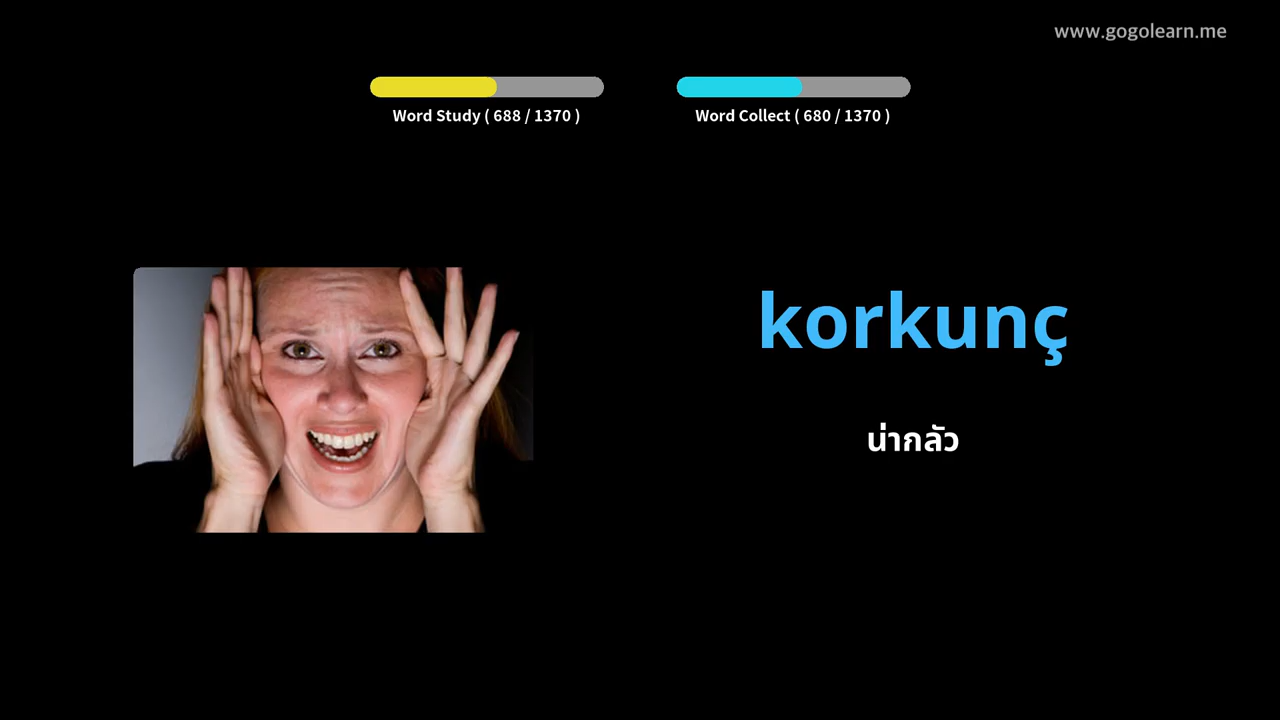 www.gogolearn.me
Word Study ( 688 / 1370 )
Word Collect ( 680 / 1370 )
korkunç
น่ากลัว